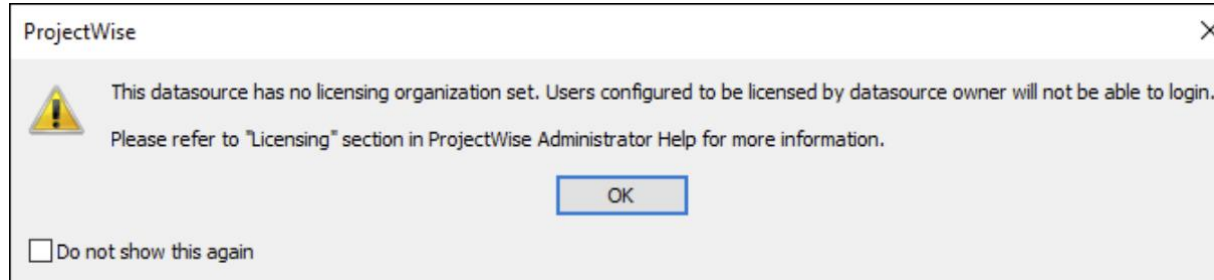 ProjectWise
This datasource has no licensing organization set. Users configured to be licensed by datasource owner will not be able to login.
Please refer to "Licensing" section in ProjectWise Administrator Help for more information.
OK
Do not show this again